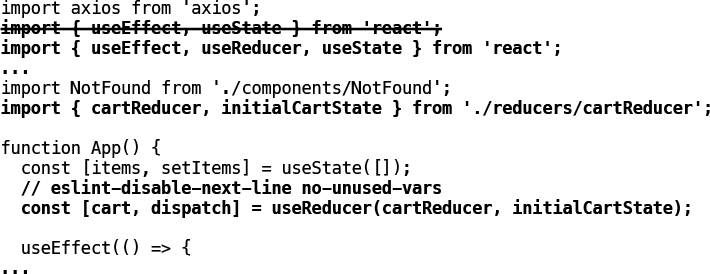 import axios from 'axios';
import { useEffect, useState } from 'react';
import { useEffect, useReducer, useState } from 'react';
...
import NotFound from './components/NotFound';
import { cartReducer, initialCartState } from './reducers/cartReducer';

function App() {
  const [items, setItems] = useState([]);
  // eslint-disable-next-line no-unused-vars
  const [cart, dispatch] = useReducer(cartReducer, initialCartState);

  useEffect(() => {
...